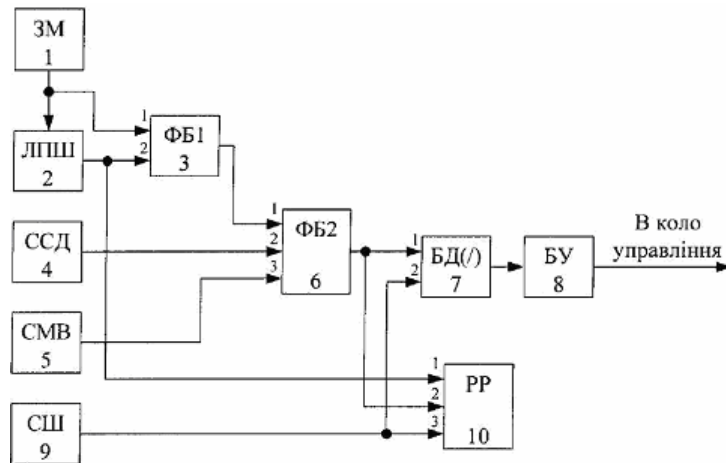 ЗМ
1
1
ЛПШ
2
2
ФБ1
3
ССД
4
1
2
3
ФБ2
6
1
2
БД(/)
7
БУ
8
В коло
управління
СМВ
5
1
2
3
РР
10
СШ
9